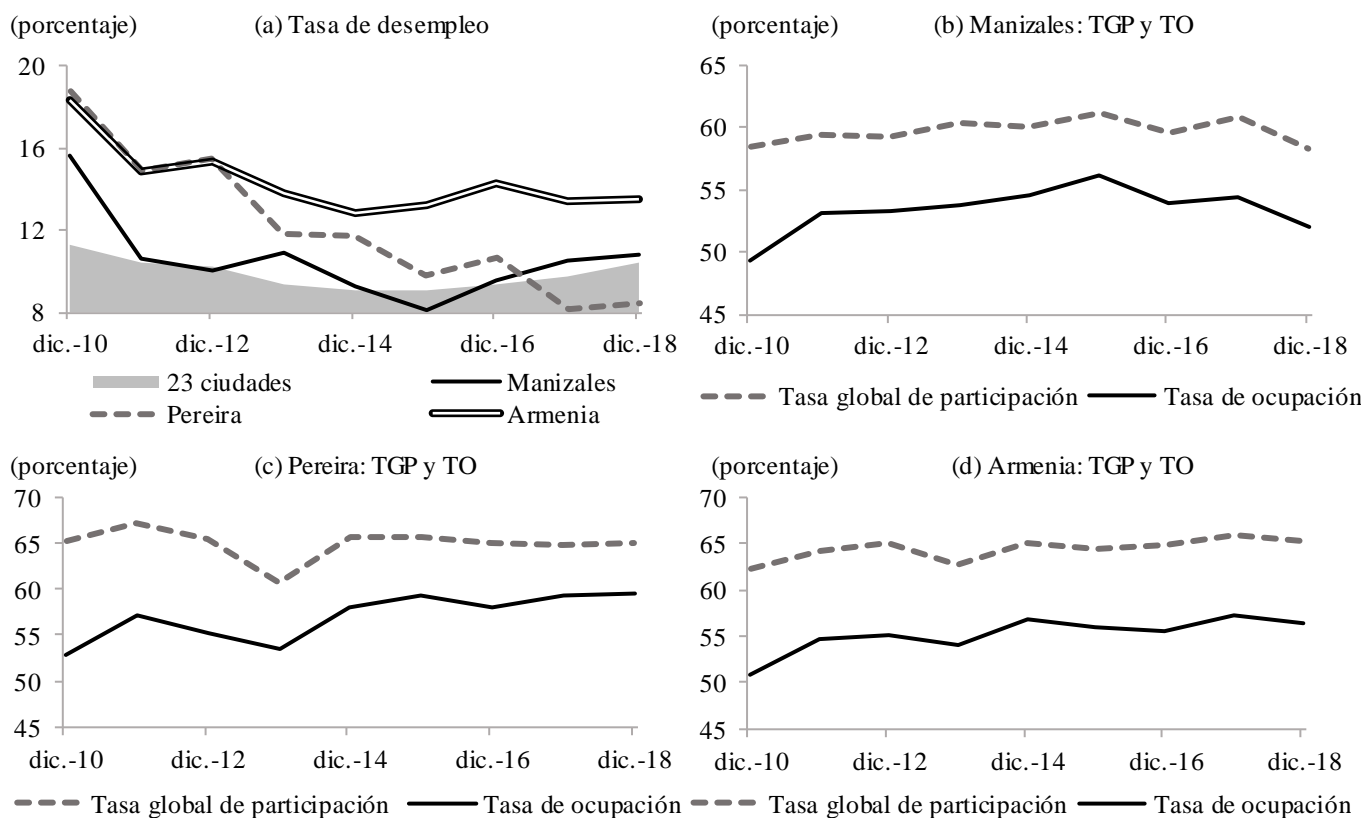 (porcentaje) (a) Tasa de desempleo
20
16
12
8
dic.-10 dic.-12 dic.-14 dic.-16 dic.-18
23 ciudades Manizales
Pereira Armenia
(porcentaje) (b) Manizales: TGP y TO
65
60
55
50
45
dic.-10 dic.-12 dic.-14 dic.-16 dic.-18
Tasa global de participación Tasa de ocupación
(porcentaje) (c) Pereira: TGP y TO
70
65
60
55
50
45
dic.-10 dic.-12 dic.-14 dic.-16 dic.-18
Tasa global de participación Tasa de ocupación
(porcentaje) (d) Armenia: TGP y TO
70
65
60
55
50
45
dic.-10 dic.-12 dic.-14 dic.-16 dic.-18
Tasa global de participación Tasa de ocupación